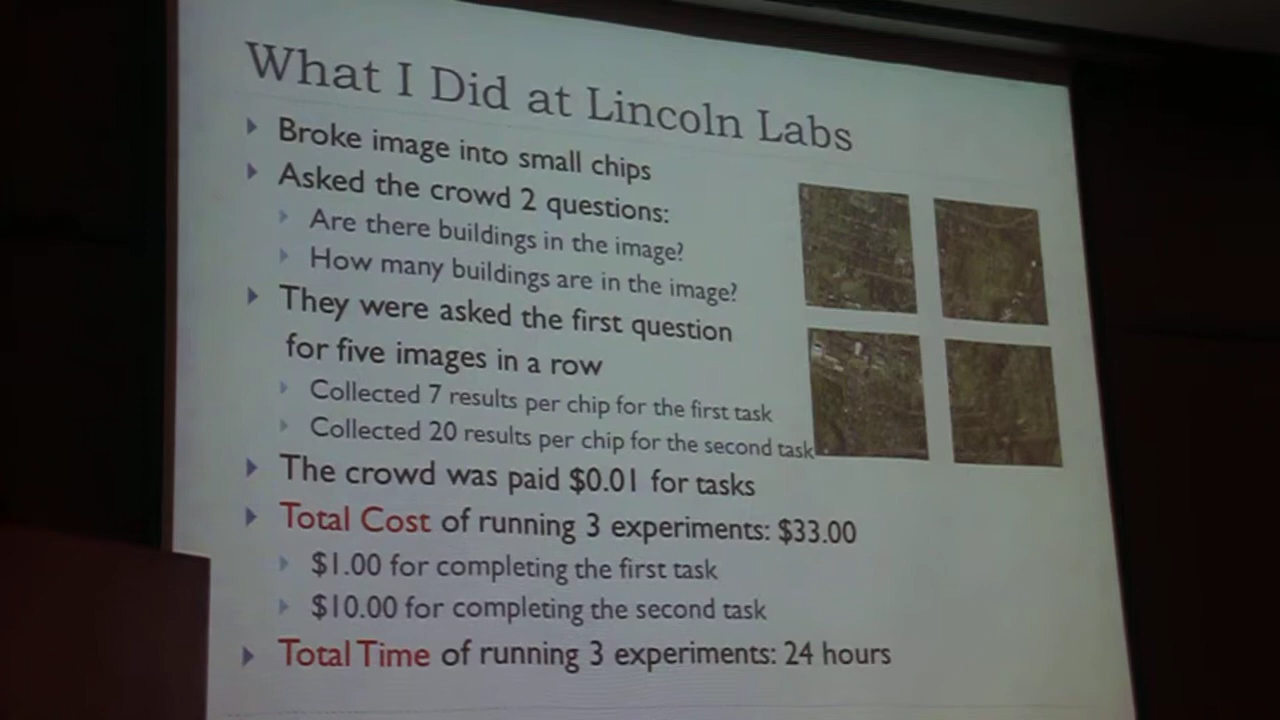 What I Did at Lincoln Labs
Broke image into small chips
Asked the crowd 2 questions:
Are there buildings in the image?
How many buildings are in the image?
They were asked the first question
for five images in a row
Collected 7 results per chip for the first task
Collected 20 results per chip for the second task
The crowd was paid $0.01 for tasks
Total Cost of running 3 experiments: $33.00
$1.00 for completing the first task
$10.00 for completing the second task
Total Time of running 3 experiments: 24 hours